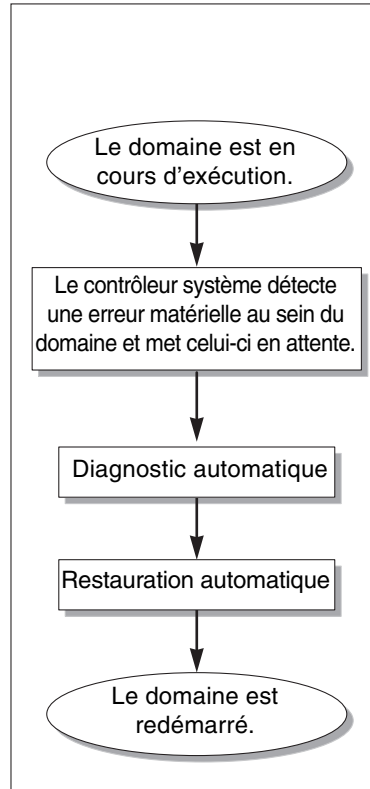 Le domaine est en
cours d'exécution.
Le contrôleur système détecte
une erreur matérielle au sein du
domaine et met celui-ci en attente.
Diagnostic automatique
Restauration automatique
Le domaine est
redémarré.